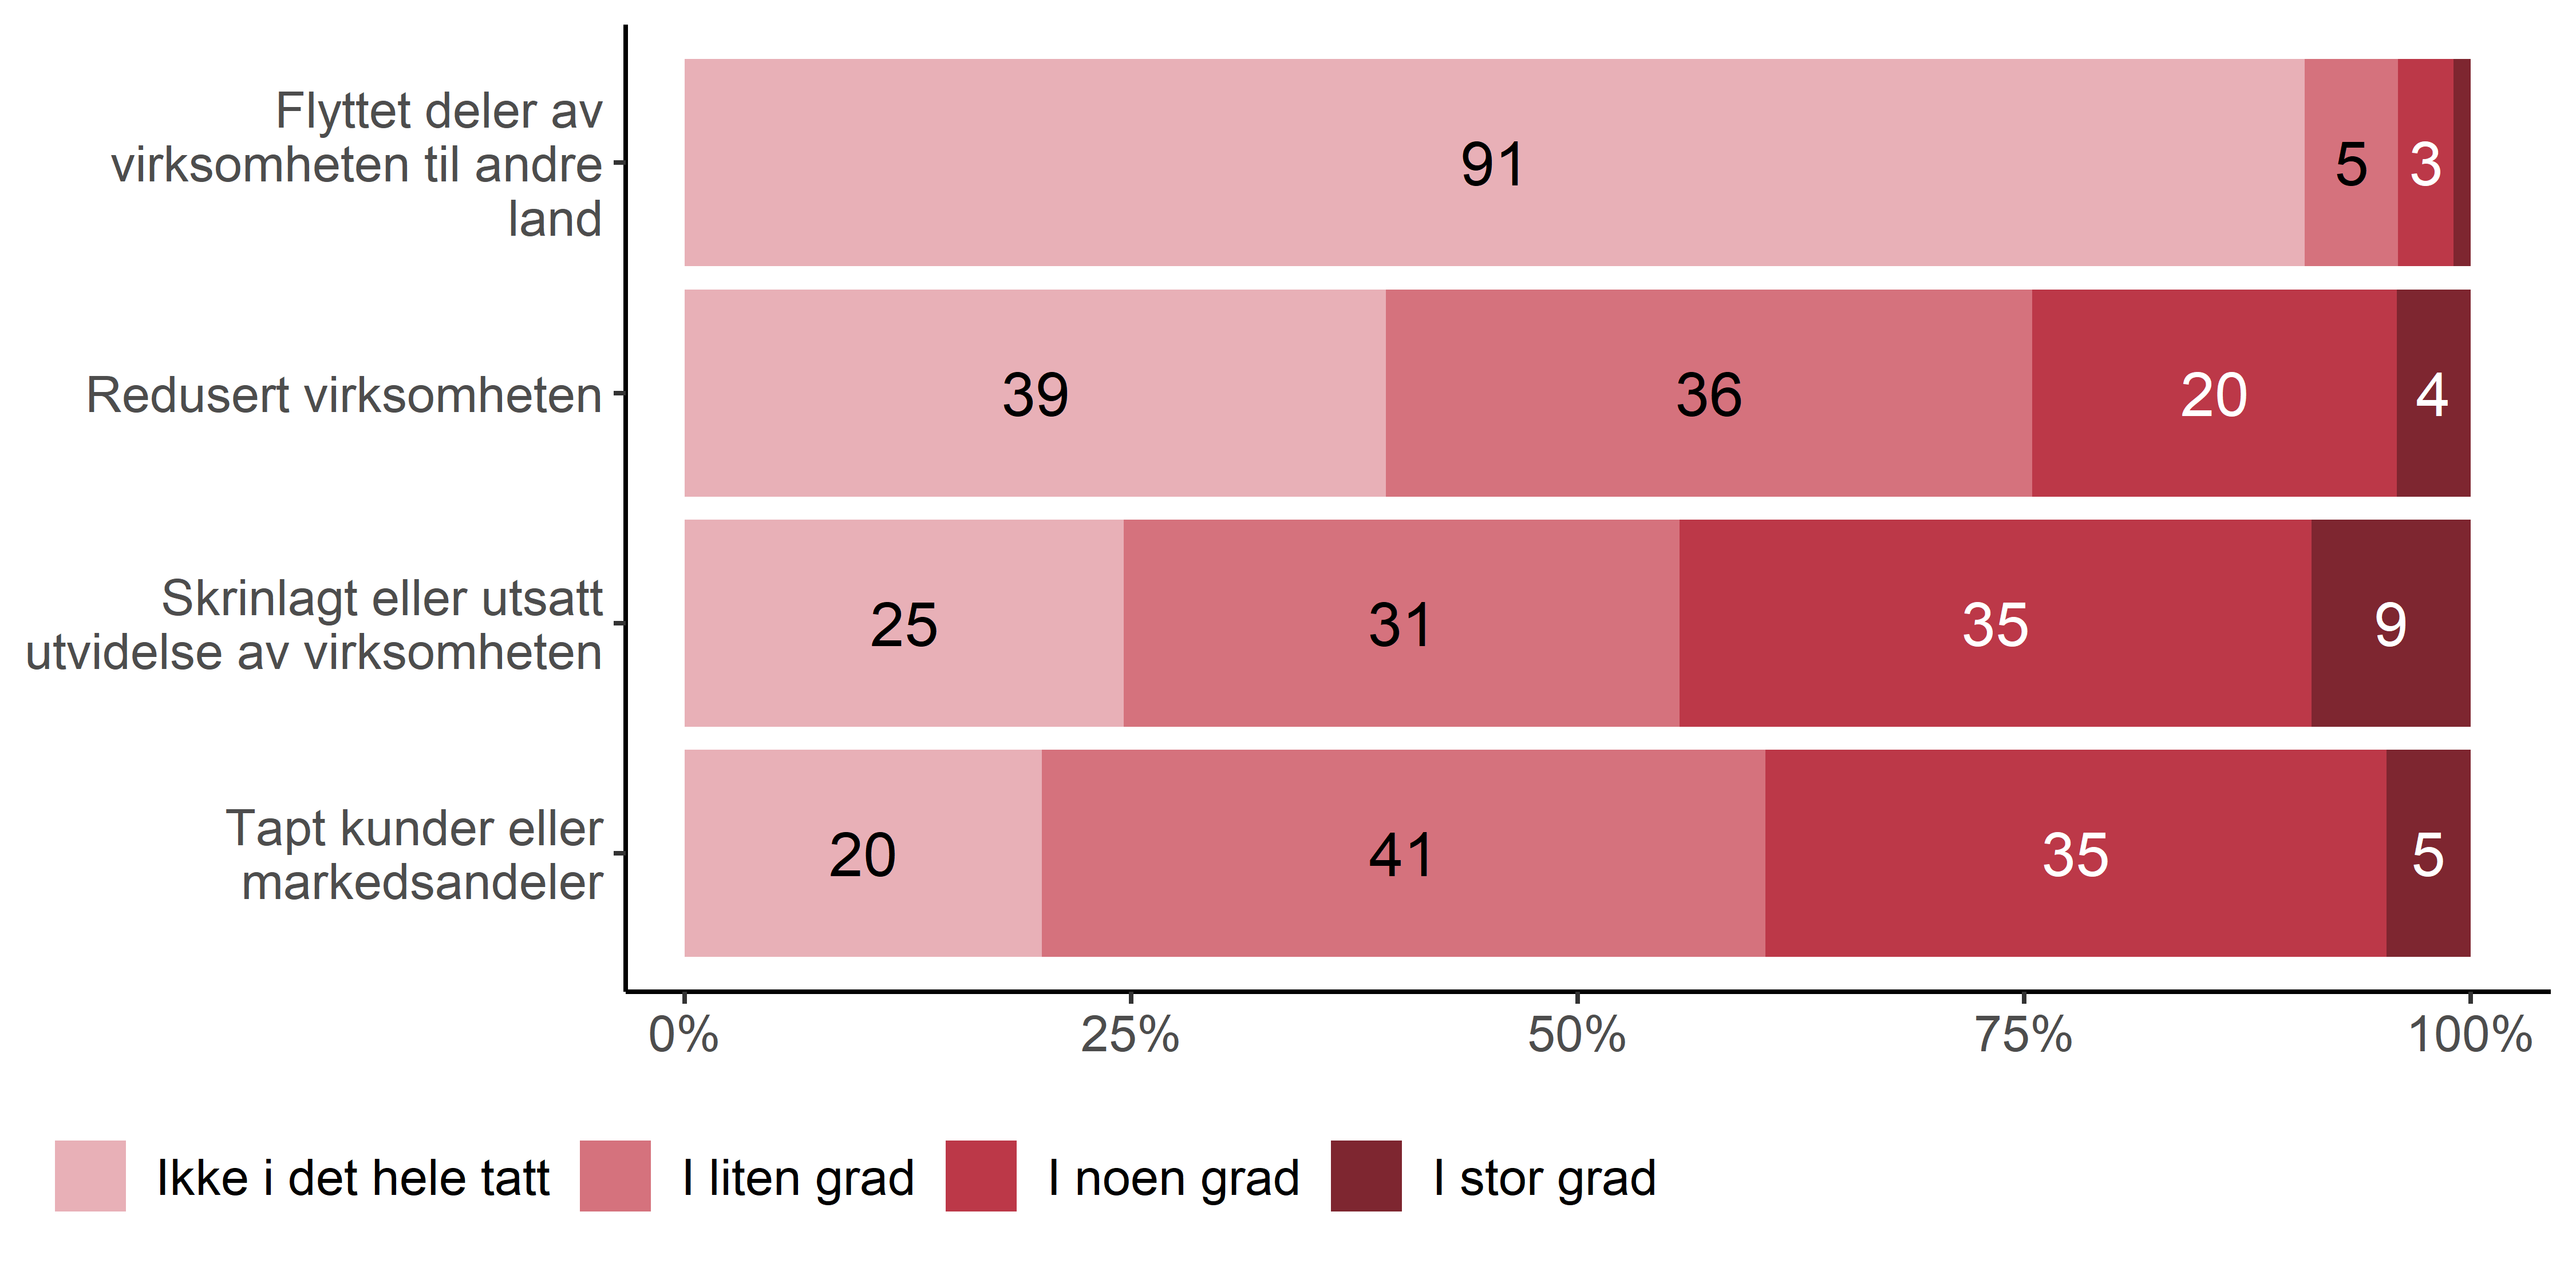 Flyttet deler av
virksomheten til andre
land
91
5
3
Redusert virksomheten
39
36
20
4
Skrinlagt eller utsatt
utvidelse av virksomheten
25
31
35
9
Tapt kunder eller
markedsandeler
20
41
35
5
0%
25%
50%
75%
100%
Ikke i det hele tatt
I liten grad
I noen grad
I stor grad